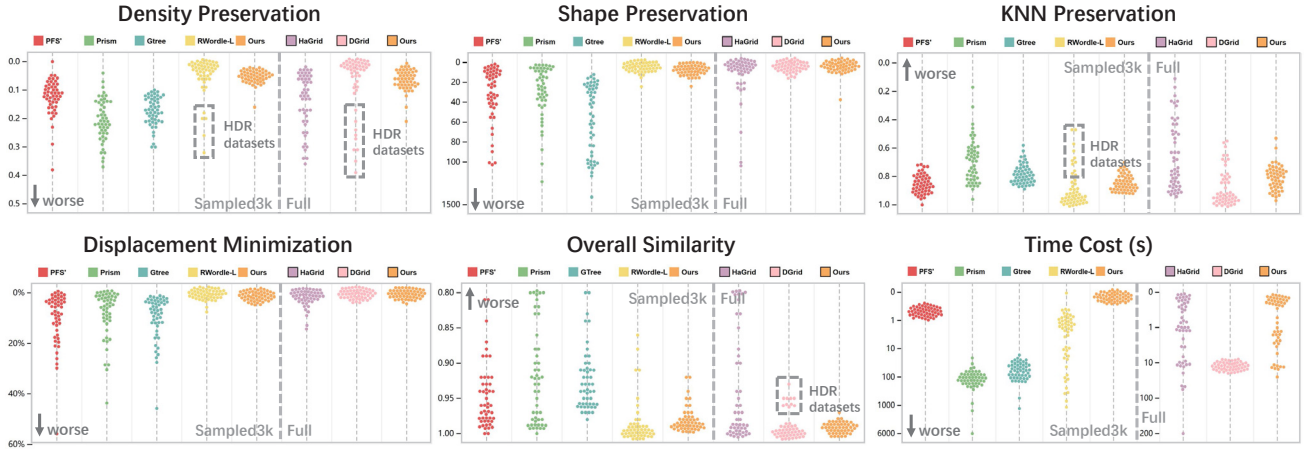 Density Preservation
PFS' Prism Gtree RWordle-L Ours HaGrid DGrid Ours
0.0
0.1
0.2
0.3
0.4
0.5
HDR
datasets
HDR
datasets
worse
Sampled3k Full
Shape Preservation
PFS' Prism Gtree RWordle-L Ours HaGrid DGrid Ours
0
20
40
60
80
100
1500
worse
Sampled3k Full
KNN Preservation
PFS' Prism Gtree RWordle-L Ours HaGrid DGrid Ours
0.0
0.2
0.4
0.6
0.8
1.0
worse
Sampled3k Full
HDR
datasets
Displacement Minimization
PFS' Prism Gtree RWordle-L Ours HaGrid DGrid Ours
0%
20%
40%
60%
worse
Sampled3k Full
Overall Similarity
PFS' Prism GTree RWordle-L Ours HaGrid DGrid Ours
0.80
0.85
0.90
0.95
1.00
worse
Sampled3k Full
HDR
datasets
Time Cost (s)
PFS' Prism Gtree RWordle-L Ours HaGrid DGrid Ours
0
1
10
100
1000
6000
0
1
10
100
200
worse
Sampled3k
Full